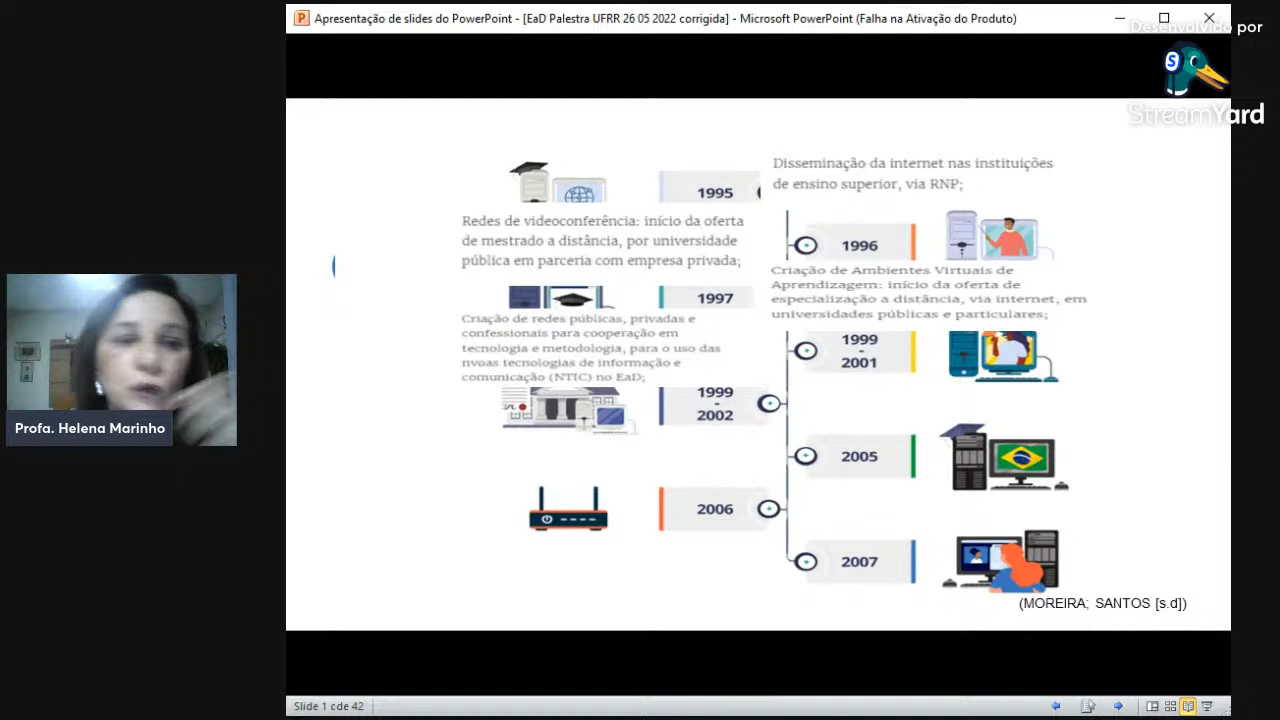 Apresentação de slides do PowerPoint - [EaD Palestra UFRR 26 05 2022 corrigida] - Microsoft PowerPoint (Falha na Ativação do Produto)
Desenvolvido por
S
StreamYard
Disseminação da internet nas instituições
de ensino superior, via RNP;
1995
Redes de videoconferência: início da oferta
de mestrado a distância, por universidade
pública em parceria com empresa privada;
1996
Criação de Ambientes Virtuais de
Aprendizagem: início da oferta de
especialização a distância, via internet, em
universidades públicas e particulares;
1997
Criação de redes públicas, privadas e
confessionais para cooperação em
tecnologia e metodologia, para o uso das
nvoas tecnologias de informação e
comunicação (NTIC) no EaD;
1999
-
2001
1999
-
2002
2005
2006
2007
(MOREIRA; SANTOS [s.d])
Profa. Helena Marinho
Slide 1 cde 42